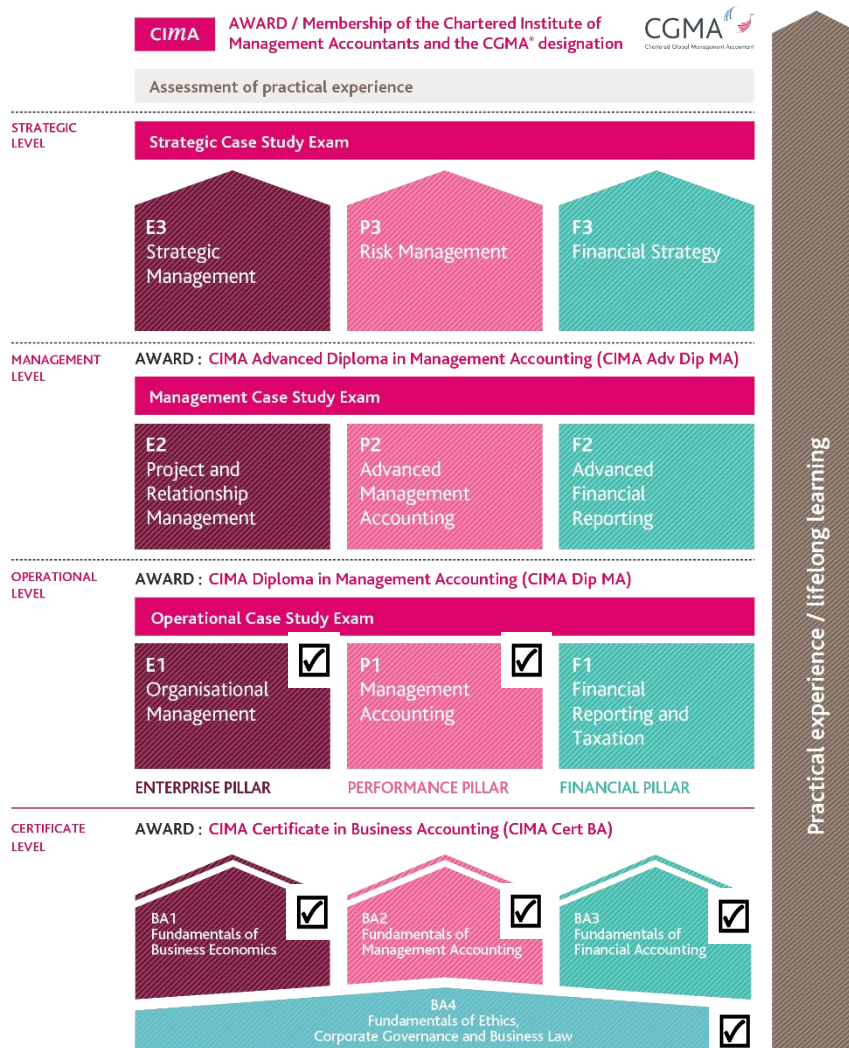 CIMA
AWARD / Membership of the Chartered Institute of
Management Accountants and the CGMA® designation
CGMA
Chartered Global Management Accountant
Assessment of practical experience
STRATEGIC
LEVEL
Strategic Case Study Exam
E3
Strategic
Management
P3
Risk Management
F3
Financial Strategy
MANAGEMENT
LEVEL
AWARD : CIMA Advanced Diploma in Management Accounting (CIMA Adv Dip MA)
Management Case Study Exam
E2
Project and
Relationship
Management
P2
Advanced
Management
Accounting
F2
Advanced
Financial
Reporting
OPERATIONAL
LEVEL
AWARD : CIMA Diploma in Management Accounting (CIMA Dip MA)
Operational Case Study Exam
E1
Organisational
Management
P1
Management
Accounting
F1
Financial
Reporting and
Taxation
ENTERPRISE PILLAR
PERFORMANCE PILLAR
FINANCIAL PILLAR
CERTIFICATE
LEVEL
AWARD : CIMA Certificate in Business Accounting (CIMA Cert BA)
BA1
Fundamentals of
Business Economics
BA2
Fundamentals of
Management Accounting
BA3
Fundamentals of
Financial Accounting
BA4
Fundamentals of Ethics,
Corporate Governance and Business Law
Practical experience / lifelong learning